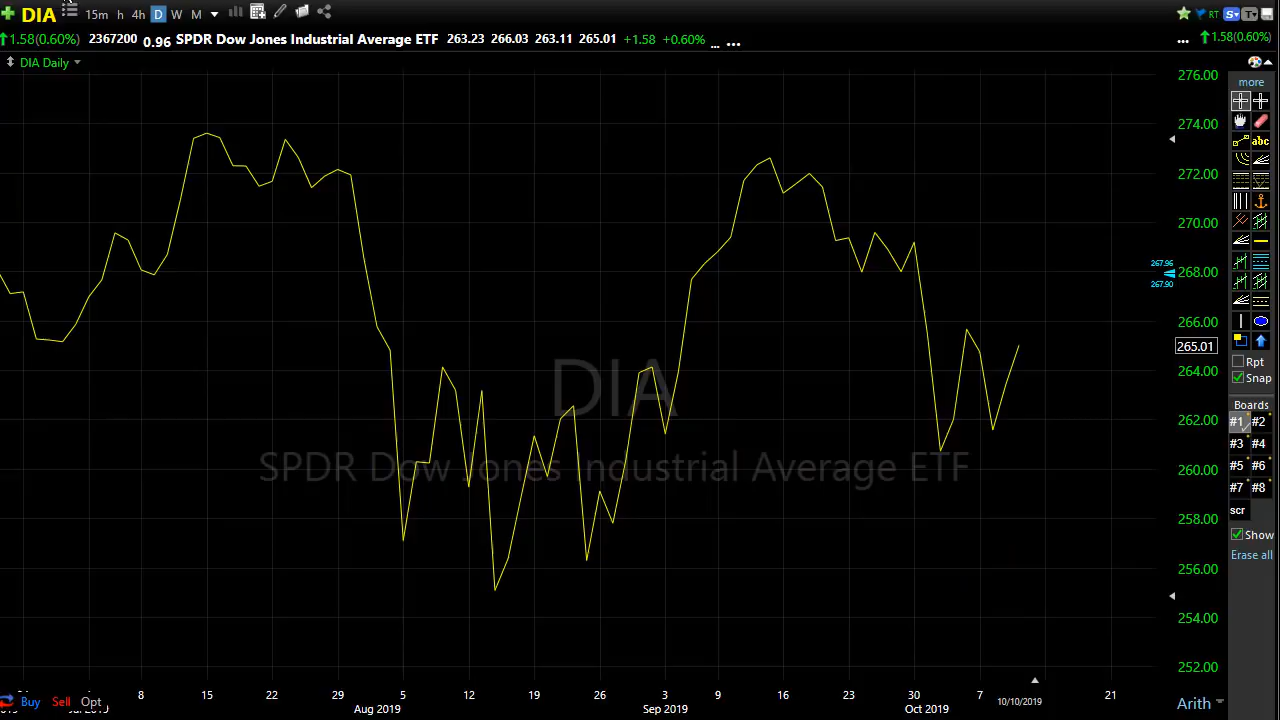 DIA 15m h 4h D W M RT S T
1.58(0.60%) 2367200 0.96 SPDR Dow Jones Industrial Average ETF 263.23 266.03 263.11 265.01 +1.58 +0.60% ... ... ... 1.58(0.60%)
DIA Daily
276.00
more
274.00
abc
272.00
270.00
267.96
268.00
267.90
266.00
265.01
Rpt
264.00
Snap
DIA
Boards
#1 #2
262.00
#3 #4
SPDR Dow Jones Industrial Average ETF
260.00
#5 #6
#7 #8
scr
258.00
Show
Erase all
256.00
254.00
252.00
8 15 22 29 5 12 19 26 3 9 16 23 30 7 21
Buy Sell Opt 10/10/2019 Arith
2019 Aug 2019 Sep 2019 Oct 2019